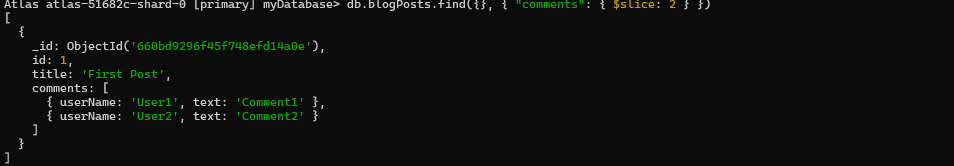 Atlas atlas-51682c-shard-0 [primary] myDatabase> db.blogPosts.find({}, { "comments": { $slice: 2 } })
[
  {
    _id: ObjectId('660bd9296f45f748efd14a0e'),
    id: 1,
    title: 'First Post',
    comments: [
      { userName: 'User1', text: 'Comment1' },
      { userName: 'User2', text: 'Comment2' }
    ]
  }
]